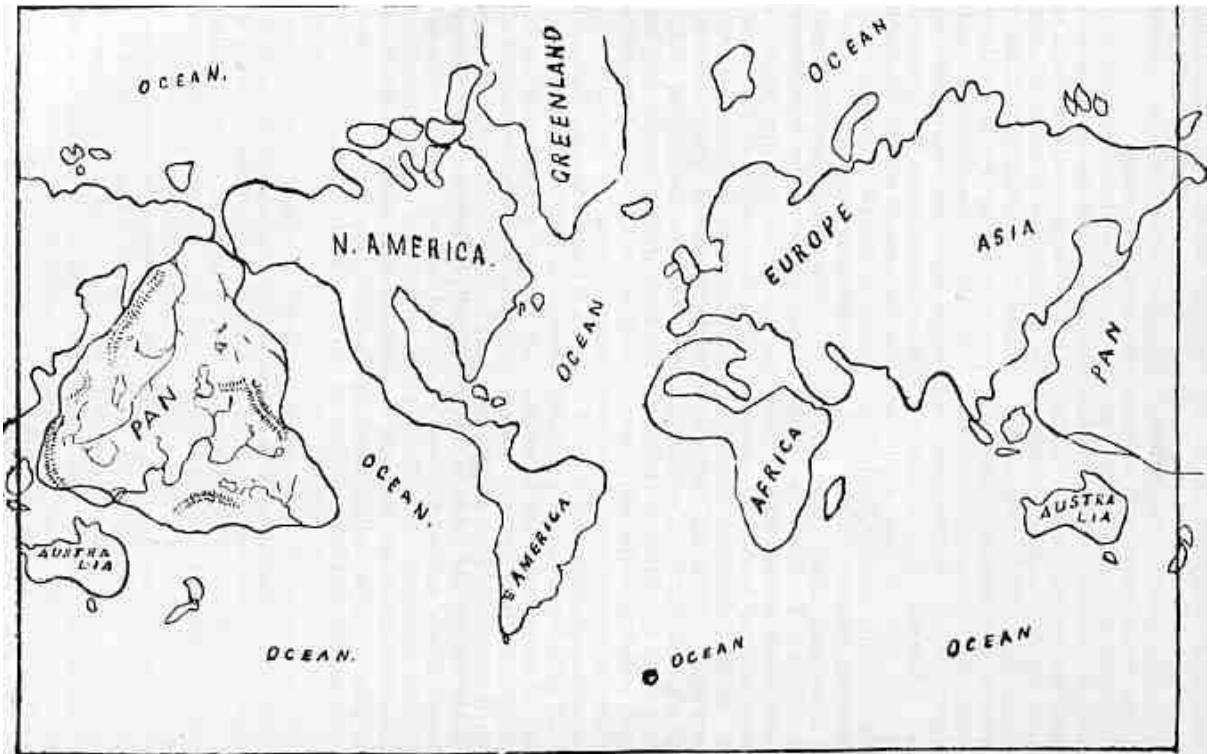 OCEAN.
GREENLAND
OCEAN
N. AMERICA.
EUROPE
ASIA
OCEAN
PAN
PAN
OCEAN.
AFRICA
S AMERICA
AUSTRA
LIA
AUSTRA
LIA
OCEAN.
OCEAN
OCEAN